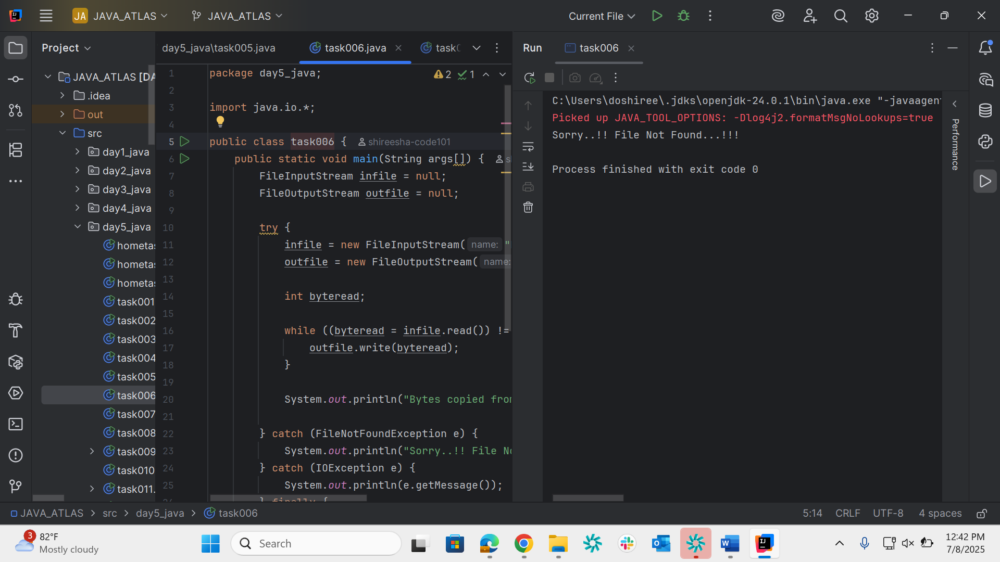 JA JAVA_ATLAS
JAVA_ATLAS
Current File
Project
day5_java\task005.java
task006.java
Run
task006
JAVA_ATLAS
.idea
out
src
day1_java
day2_java
day3_java
day4_java
day5_java
task001
task002
task003
task004
task005
task006
task007
task008
task009
task010
task011.
2 1
1 package day5_java;
2
3 import java.io.*;
4
5 public class task006 { shireesha-code101
6 public static void main(String args[]) {
7 FileInputStream infile = null;
8 FileOutputStream outfile = null;
9
10 try {
11 infile = new FileInputStream( name: "
12 outfile = new FileOutputStream( name:
13
14 int byteread;
15
16 while ((byteread = infile.read()) !=
17 outfile.write(byteread);
18 }
19
20 System.out.println("Bytes copied
21
22 } catch (FileNotFoundException e) {
23 System.out.println("Sorry..!! File
24 } catch (IOException e) {
25 System.out.println(e.getMessage());
} finally {
C:\Users\doshiree\.jdks\openjdk-24.0.1\bin\java.exe
Picked up JAVA_TOOL_OPTIONS: -Dlog4j2.formatMsgNoLookups=true
Sorry..!! File Not Found...!!!
Process finished with exit code 0
Performance
JAVA_ATLAS > src > day5_java > task006
5:14 CRLF UTF-8 4 spaces
3
82°F
Mostly cloudy
Search
12:42 PM
7/8/2025